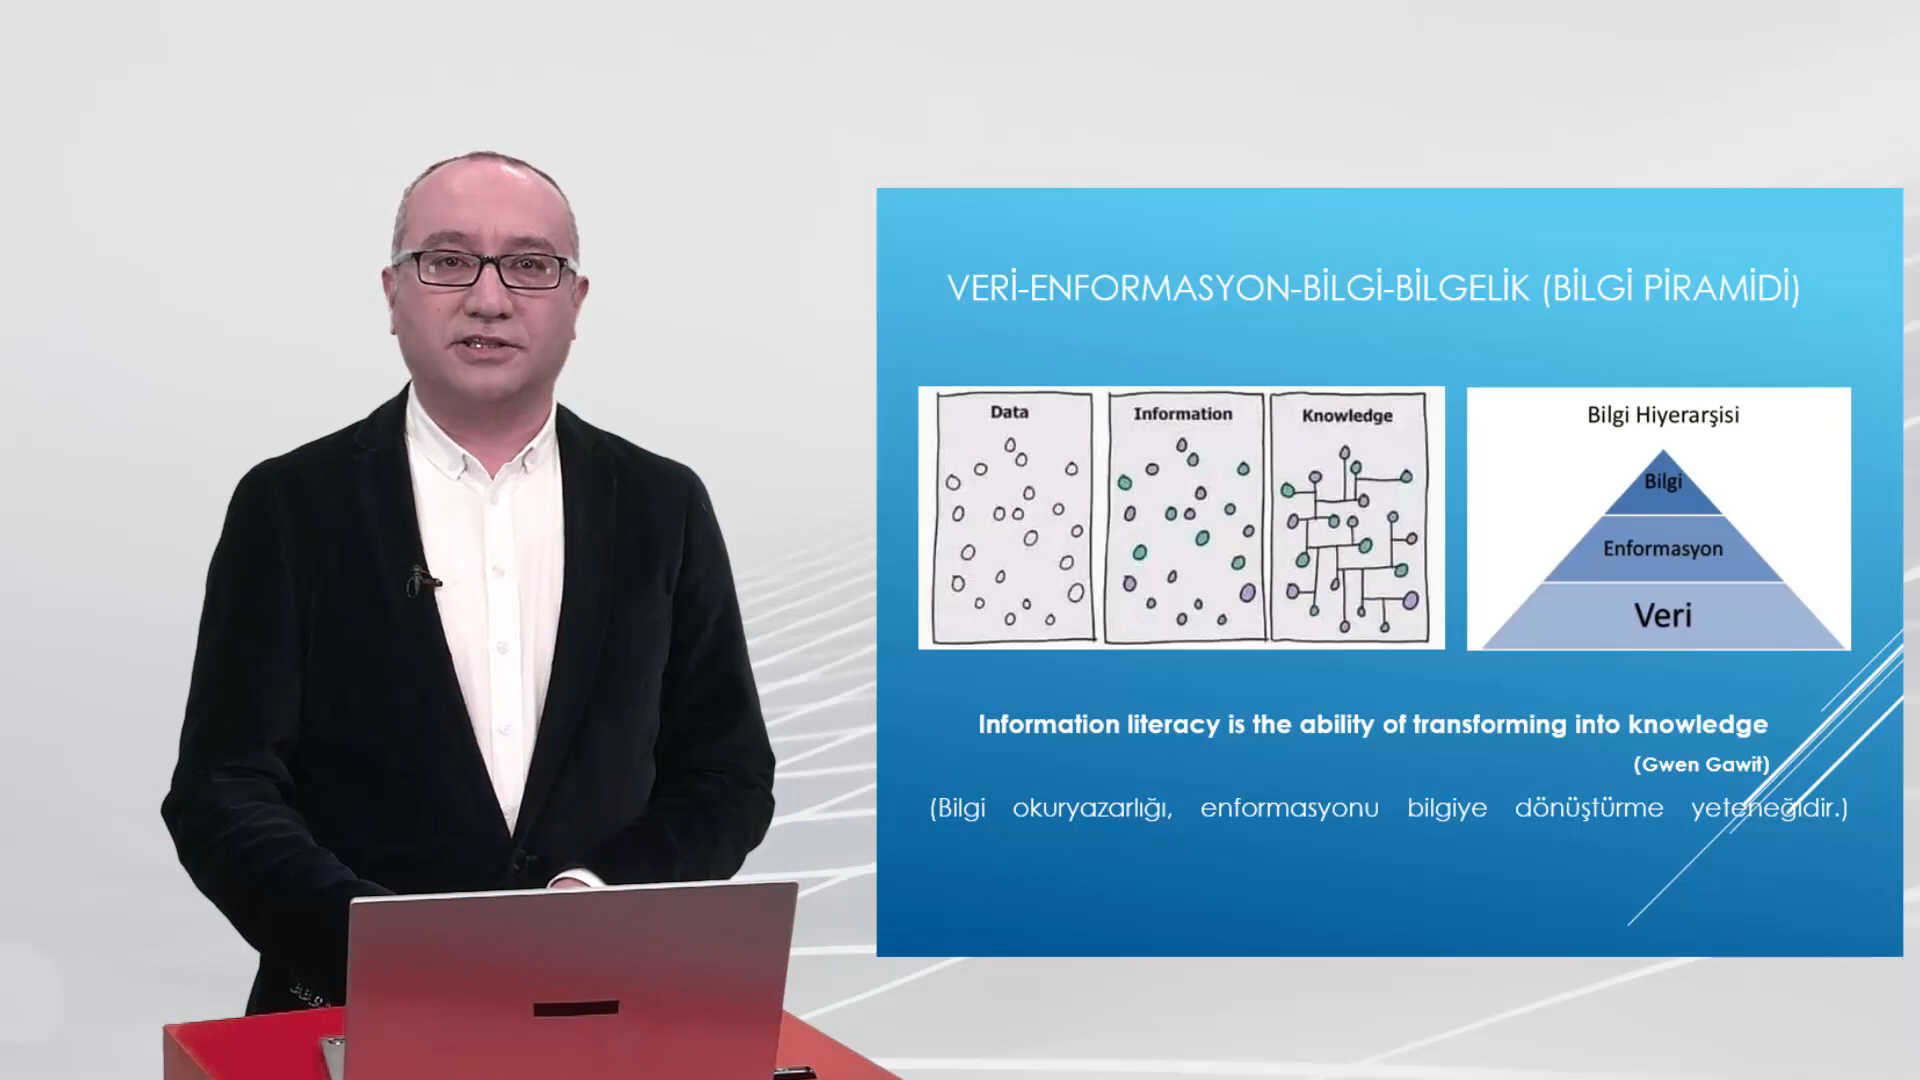 VERİ-ENFORMASYON-BİLGİ-BİLGELİK (BİLGİ PİRAMİDİ)
Data
Information
Knowledge
Bilgi Hiyerarşisi
Bilgi
Enformasyon
Veri
Information literacy is the ability of transforming into knowledge
(Gwen Gawit)
(Bilgi okuryazarlığı, enformasyonu bilgiye dönüştürme yeteneğidir.)